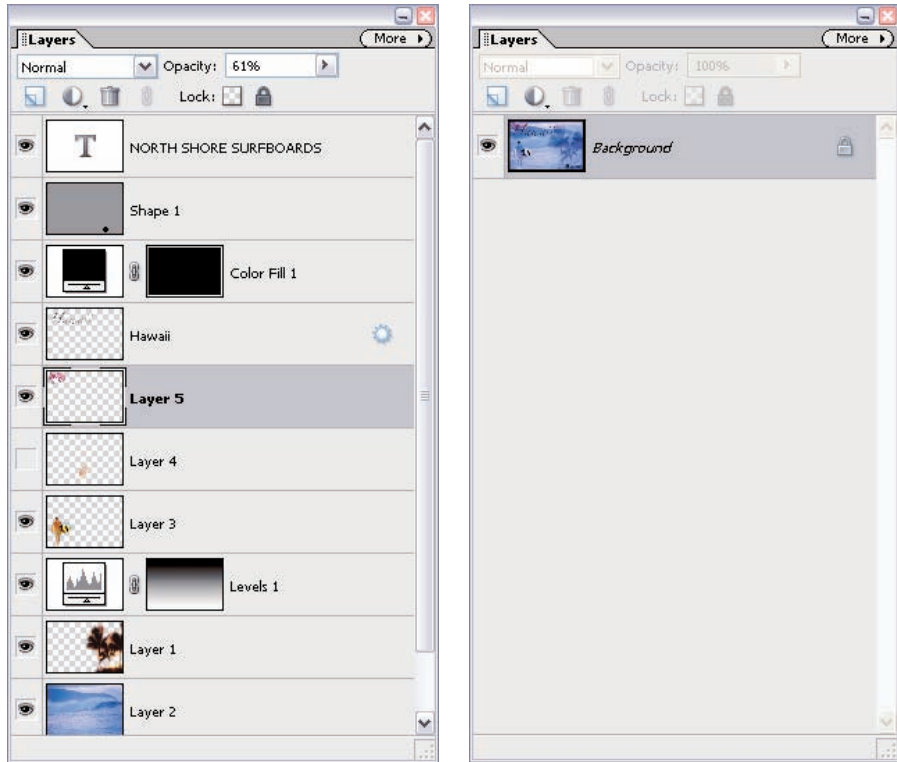 Layers
More
Normal
Opacity: 61%
Lock:
T
NORTH SHORE SURFBOARDS
Shape 1
Color Fill 1
Hawaii
Layer 5
Layer 4
Layer 3
Levels 1
Layer 1
Layer 2
Layers
More
Normal
Opacity: 100%
Lock:
Background